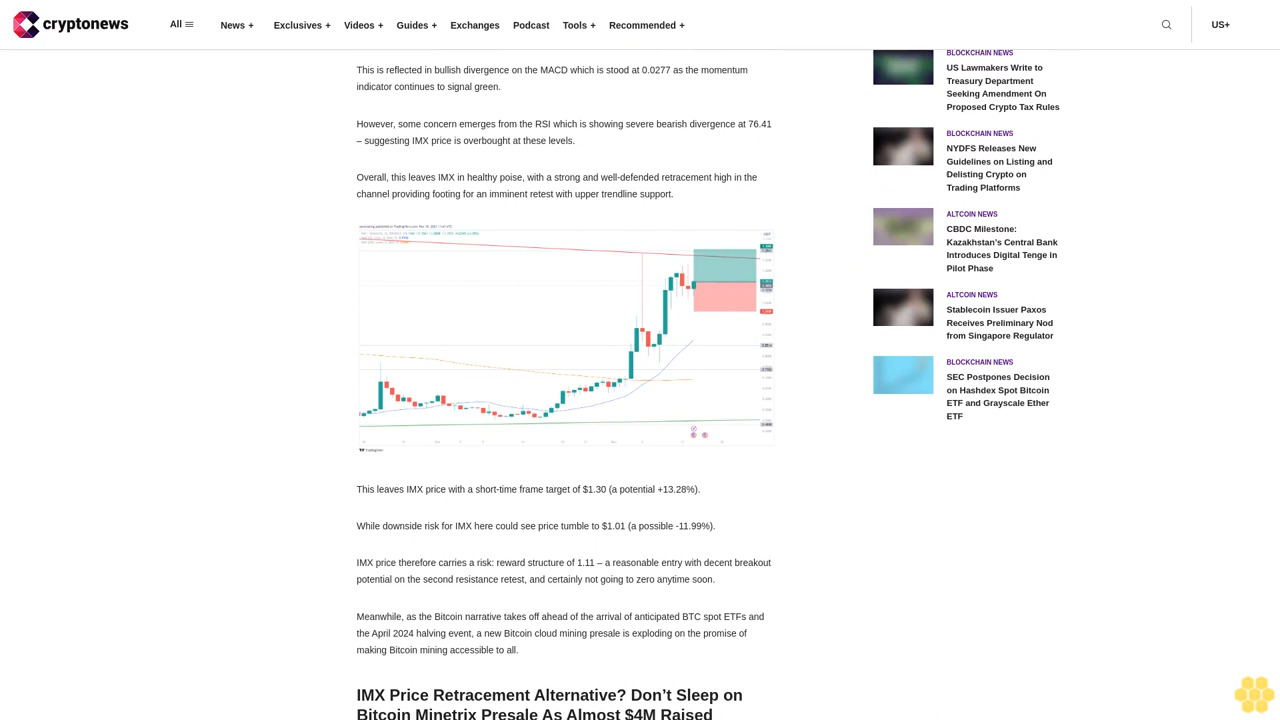 cryptonews
All
News +
Exclusives +
Videos +
Guides +
Exchanges
Podcast
Tools +
Recommended +
US+
This is reflected in bullish divergence on the MACD which is stood at 0.0277 as the momentum
indicator continues to signal green.
However, some concern emerges from the RSI which is showing severe bearish divergence at 76.41
– suggesting IMX price is overbought at these levels.
Overall, this leaves IMX in healthy poise, with a strong and well-defended retracement high in the
channel providing footing for an imminent retest with upper trendline support.
TradingView
This leaves IMX price with a short-time frame target of $1.30 (a potential +13.28%).
While downside risk for IMX here could see price tumble to $1.01 (a possible -11.99%).
IMX price therefore carries a risk: reward structure of 1.11 – a reasonable entry with decent breakout
potential on the second resistance retest, and certainly not going to zero anytime soon.
Meanwhile, as the Bitcoin narrative takes off ahead of the arrival of anticipated BTC spot ETFs and
the April 2024 halving event, a new Bitcoin cloud mining presale is exploding on the promise of
making Bitcoin mining accessible to all.
IMX Price Retracement Alternative? Don’t Sleep on
Bitcoin Minetrix Presale As Almost $4M Raised
BLOCKCHAIN NEWS
US Lawmakers Write to
Treasury Department
Seeking Amendment On
Proposed Crypto Tax Rules
BLOCKCHAIN NEWS
NYDFS Releases New
Guidelines on Listing and
Delisting Crypto on
Trading Platforms
ALTCOIN NEWS
CBDC Milestone:
Kazakhstan’s Central Bank
Introduces Digital Tenge in
Pilot Phase
ALTCOIN NEWS
Stablecoin Issuer Paxos
Receives Preliminary Nod
from Singapore Regulator
BLOCKCHAIN NEWS
SEC Postpones Decision
on Hashdex Spot Bitcoin
ETF and Grayscale Ether
ETF